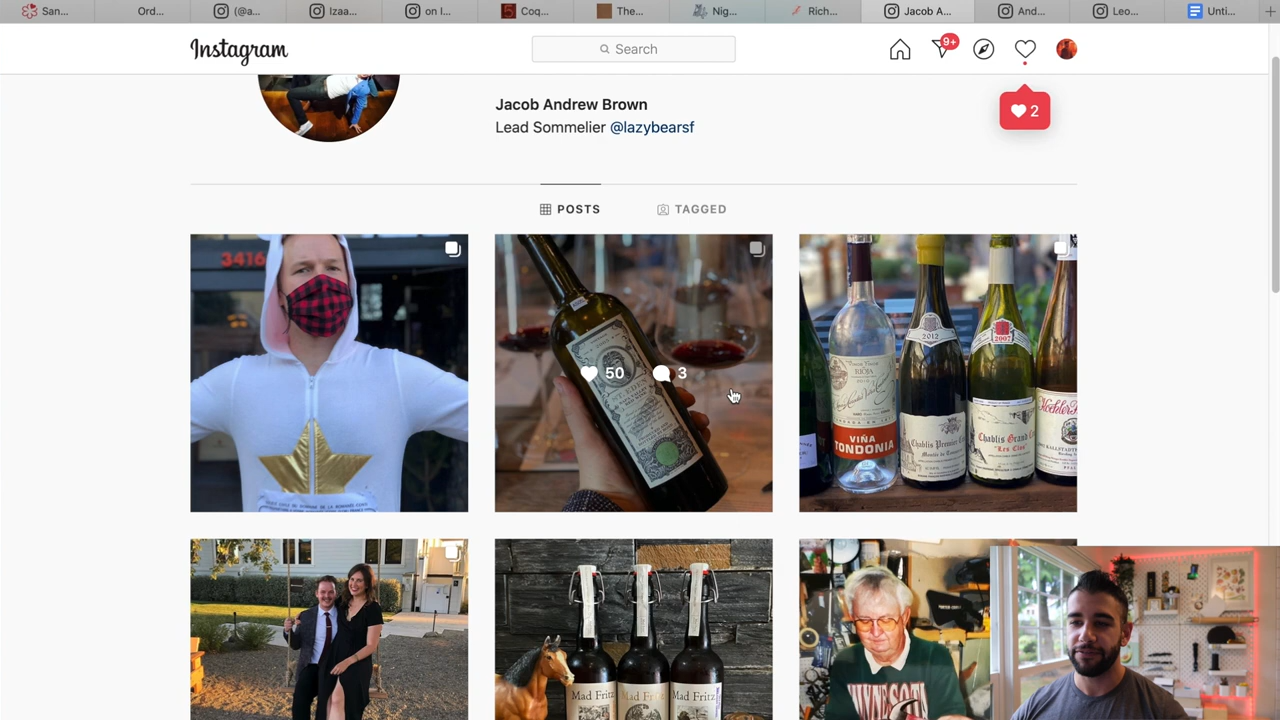 San...
Ord...
(@a...
Izaa...
on I...
Coq...
The...
Nig...
Rich...
Jacob A...
And...
Leo...
Unti...
Instagram
Search
9+
2
Jacob Andrew Brown
Lead Sommelier @lazybearsf
POSTS
TAGGED
3416
50
3
VIÑA
TONDONIA
RIOJA
2012
Chablis Premier Cru
2007
Chablis Grand Cru
"Les Clos"
Mad Fritz
Mad Fritz
Mad Fritz
MINNESOTA